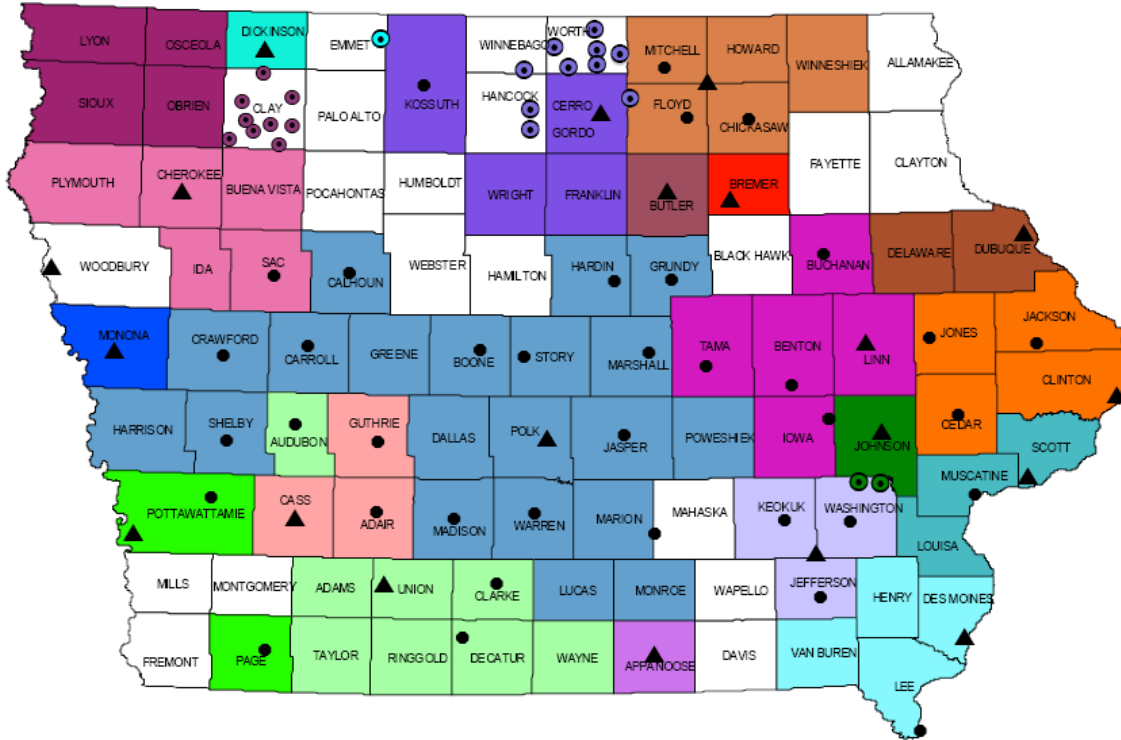 LYON
OSCEOLA
DICKINSON
EMMET
WINNEBAGO
WORTH
MITCHELL
HOWARD
WINNESHIEK
ALLAMAKEE
SIOUX
OBRIEN
CLAY
PALO ALTO
KOSSUTH
HANCOCK
CERRO
GORDO
FLOYD
CHICKASAW
FAYETTE
CLAYTON
PLYMOUTH
CHEROKEE
BUENA VISTA
POCAHONTAS
HUMBOLDT
WRIGHT
FRANKLIN
BUTLER
BREMER
WOODBURY
IDA
SAC
CALHOUN
WEBSTER
HAMILTON
HARDIN
GRUNDY
BLACK HAWK
BUCHANAN
DELAWARE
DUBUQUE
MONONA
CRAWFORD
CARROLL
GREENE
BOONE
STORY
MARSHALL
TAMA
BENTON
LINN
JONES
JACKSON
CLINTON
HARRISON
SHELBY
AUDUBON
GUTHRIE
DALLAS
POLK
JASPER
POWESHIEK
IOWA
JOHNSON
CEDAR
SCOTT
MUSCATINE
POTTAWATTAMIE
CASS
ADAIR
MADISON
WARREN
MARION
MAHASKA
KEOKUK
WASHINGTON
LOUISA
MILLS
MONTGOMERY
ADAMS
UNION
CLARKE
LUCAS
MONROE
WAPELLO
JEFFERSON
HENRY
DES MOINES
FREMONT
PAGE
TAYLOR
RINGGOLD
DECATUR
WAYNE
APPANOOSE
DAVIS
VAN BUREN
LEE